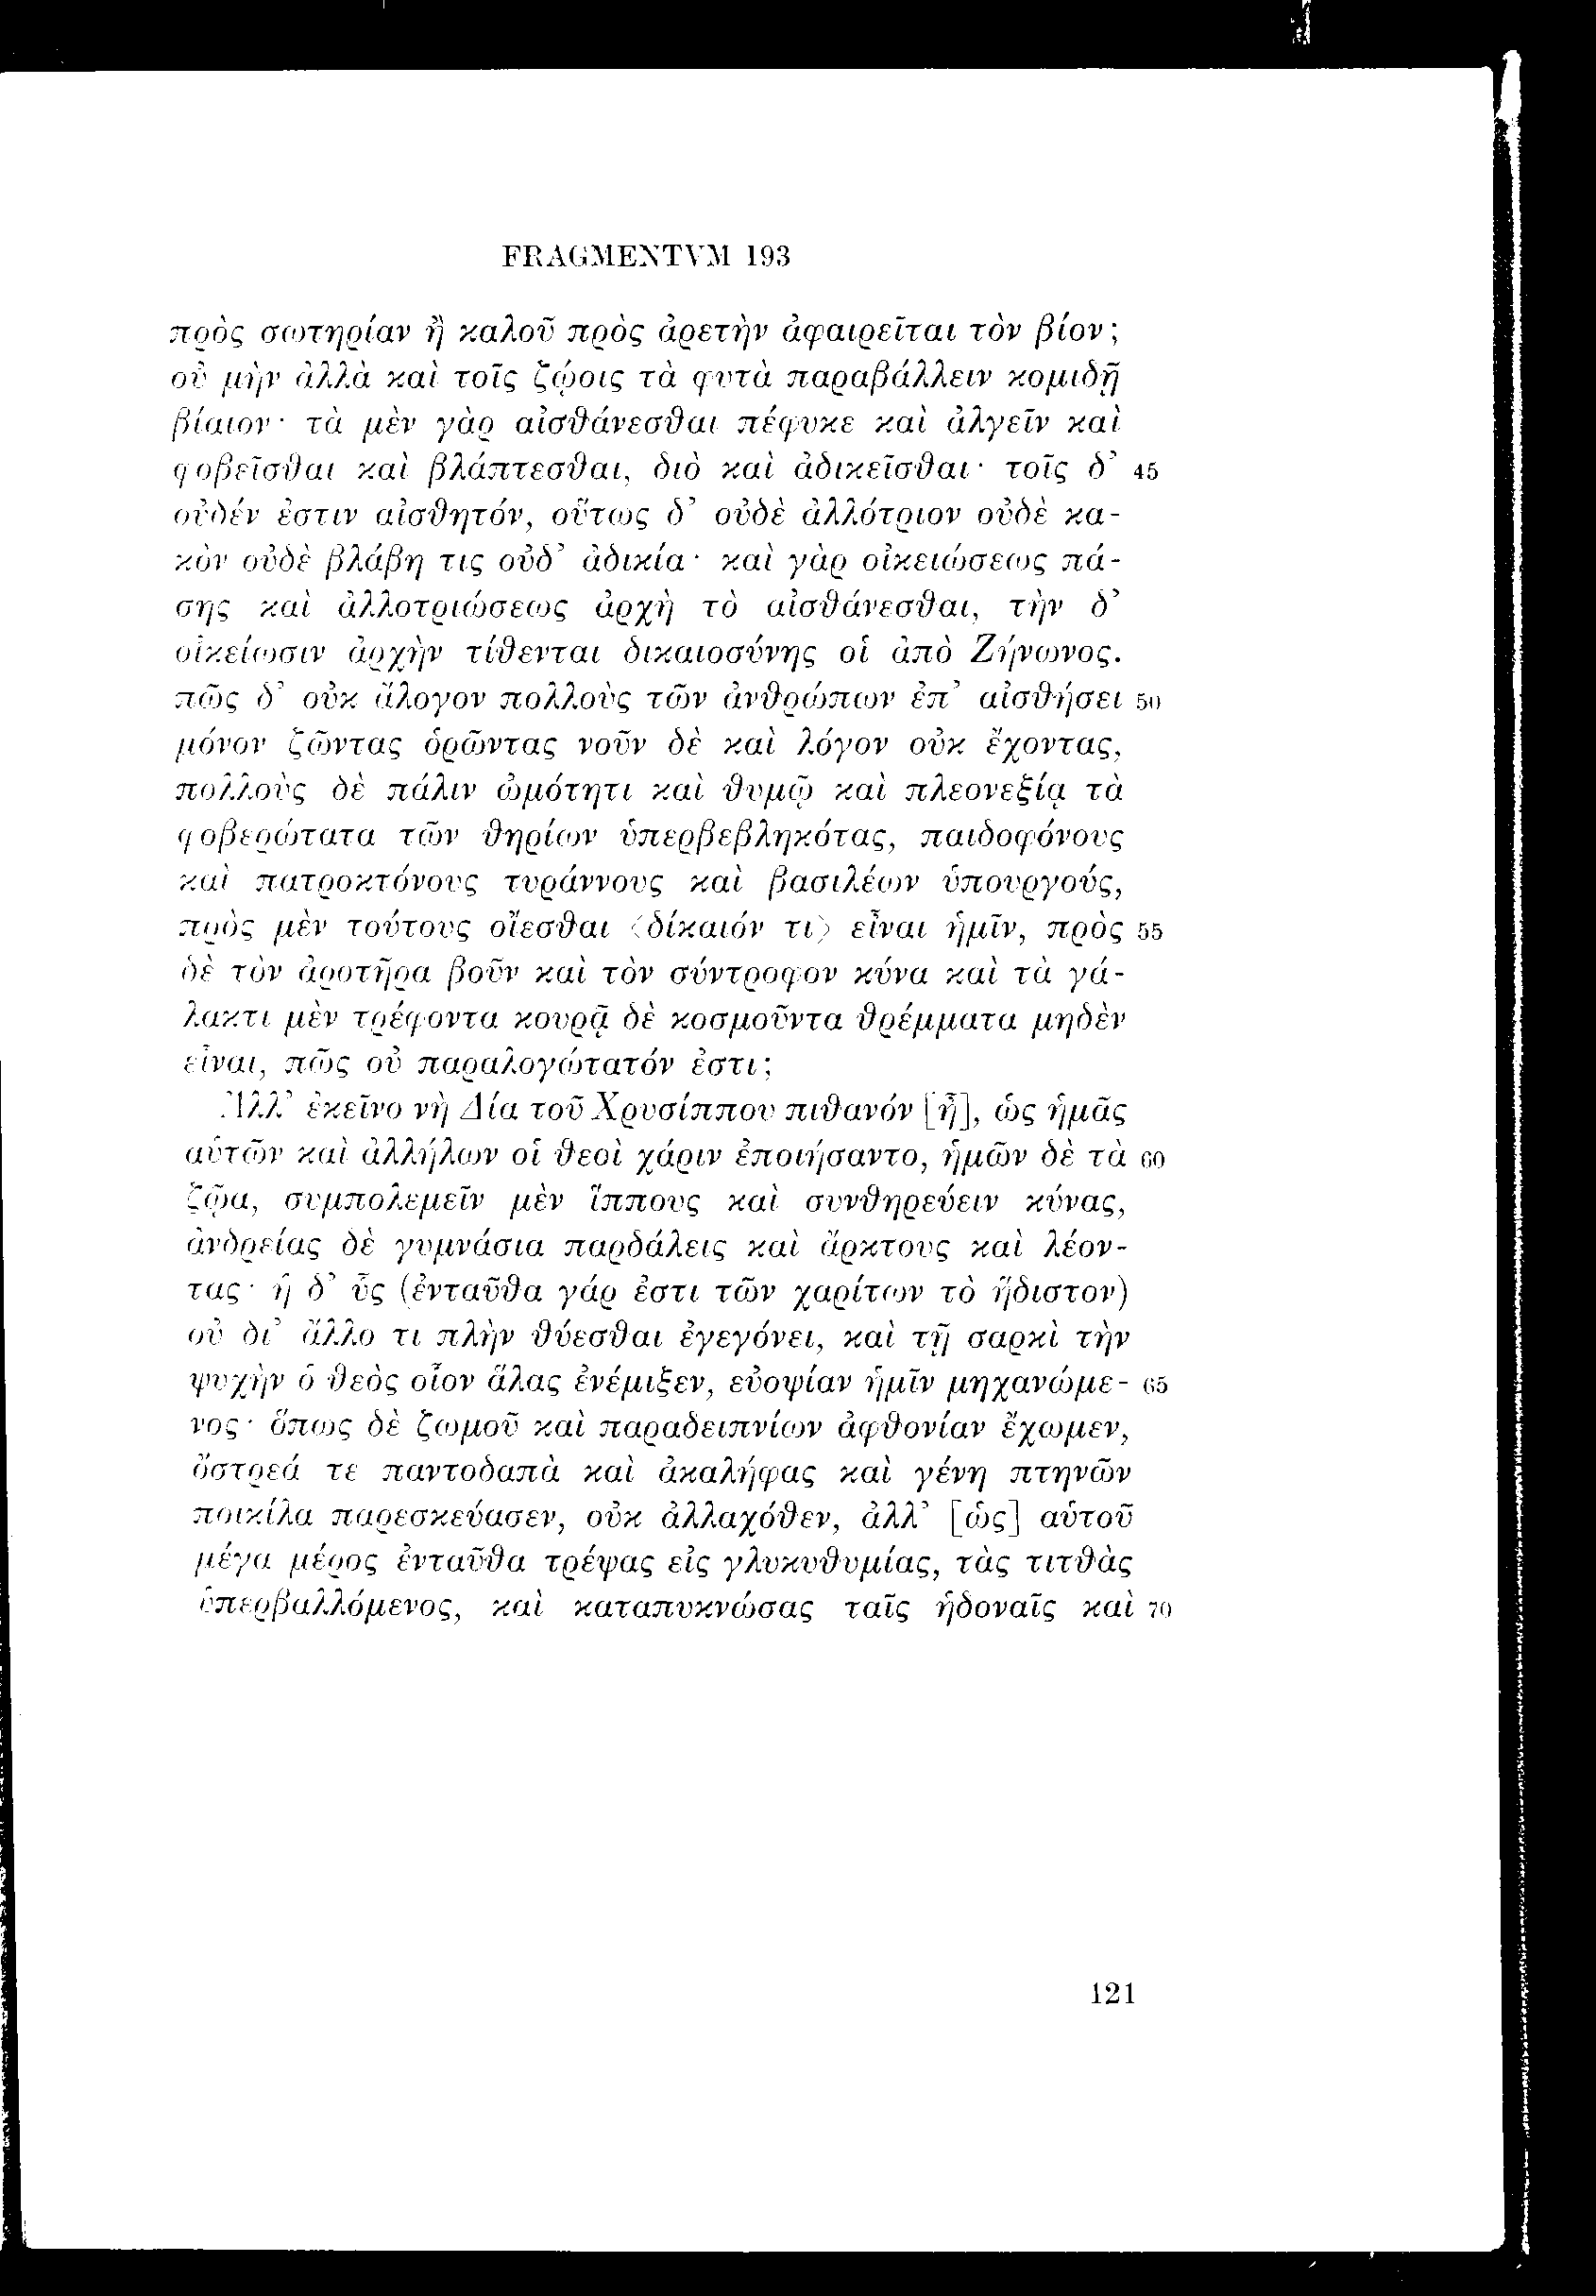 FRAGMENTVM 193
πρὸς σωτηρίαν ἢ καλοῦ πρὸς ἀρετὴν ἀφαιρεῖται τὸν βίον;
οὐ μὴν ἀλλὰ καὶ τοῖς ζῴοις τὰ φυτὰ παραβάλλειν κομιδῇ
βίαιον· τὰ μὲν γὰρ αἰσθάνεσθαι πέφυκε καὶ ἀλγεῖν καὶ
φοβεῖσθαι καὶ βλάπτεσθαι, διὸ καὶ ἀδικεῖσθαι· τοῖς δ’ 45
οὐδέν ἐστιν αἰσθητόν, οὕτως δ’ οὐδὲ ἀλλότριον οὐδὲ κα-
κὸν οὐδὲ βλάβη τις οὐδ’ ἀδικία· καὶ γὰρ οἰκειώσεως πά-
σης καὶ ἀλλοτριώσεως ἀρχὴ τὸ αἰσθάνεσθαι, τὴν δ’
οἰκείωσιν ἀρχὴν τίθενται δικαιοσύνης οἱ ἀπὸ Ζήνωνος.
πῶς δ’ οὐκ ἄλογον πολλοὺς τῶν ἀνθρώπων ἐπ’ αἰσθήσει 50
μόνον ζῶντας ὁρῶντας νοῦν δὲ καὶ λόγον οὐκ ἔχοντας,
πολλοὺς δὲ πάλιν ὠμότητι καὶ θυμῷ καὶ πλεονεξίᾳ τὰ
φοβερώτατα τῶν θηρίων ὑπερβεβληκότας, παιδοφόνους
καὶ πατροκτόνους τυράννους καὶ βασιλέων ὑπουργούς,
πρὸς μὲν τούτους οἴεσθαι ⟨δίκαιόν τι⟩ εἶναι ἡμῖν, πρὸς 55
δὲ τὸν ἀροτῆρα βοῦν καὶ τὸν σύντροφον κύνα καὶ τὰ γά-
λακτι μὲν τρέφοντα κουρᾷ δὲ κοσμοῦντα θρέμματα μηδὲν
εἶναι, πῶς οὐ παραλογώτατόν ἐστι;
Ἀλλ’ ἐκεῖνο νὴ Δία τοῦ Χρυσίππου πιθανόν [ἦ], ὡς ἡμᾶς
αὑτῶν καὶ ἀλλήλων οἱ θεοὶ χάριν ἐποιήσαντο, ἡμῶν δὲ τὰ 60
ζῷα, συμπολεμεῖν μὲν ἵππους καὶ συνθηρεύειν κύνας,
ἀνδρείας δὲ γυμνάσια παρδάλεις καὶ ἄρκτους καὶ λέον-
τας· ἡ δ’ ὗς (ἐνταῦθα γάρ ἐστι τῶν χαρίτων τὸ ἥδιστον)
οὐ δι’ ἄλλο τι πλὴν θύεσθαι ἐγεγόνει, καὶ τῇ σαρκὶ τὴν
ψυχὴν ὁ θεὸς οἷον ἅλας ἐνέμιξεν, εὐοψίαν ἡμῖν μηχανώμε- 65
νος· ὅπως δὲ ζωμοῦ καὶ παραδειπνίων ἀφθονίαν ἔχωμεν,
ὄστρεά τε παντοδαπὰ καὶ ἀκαλήφας καὶ γένη πτηνῶν
ποικίλα παρεσκεύασεν, οὐκ ἀλλαχόθεν, ἀλλ’ [ὡς] αὑτοῦ
μέγα μέρος ἐνταῦθα τρέψας εἰς γλυκυθυμίας, τὰς τιτθὰς
ὑπερβαλλόμενος, καὶ καταπυκνώσας ταῖς ἡδοναῖς καὶ 70
121